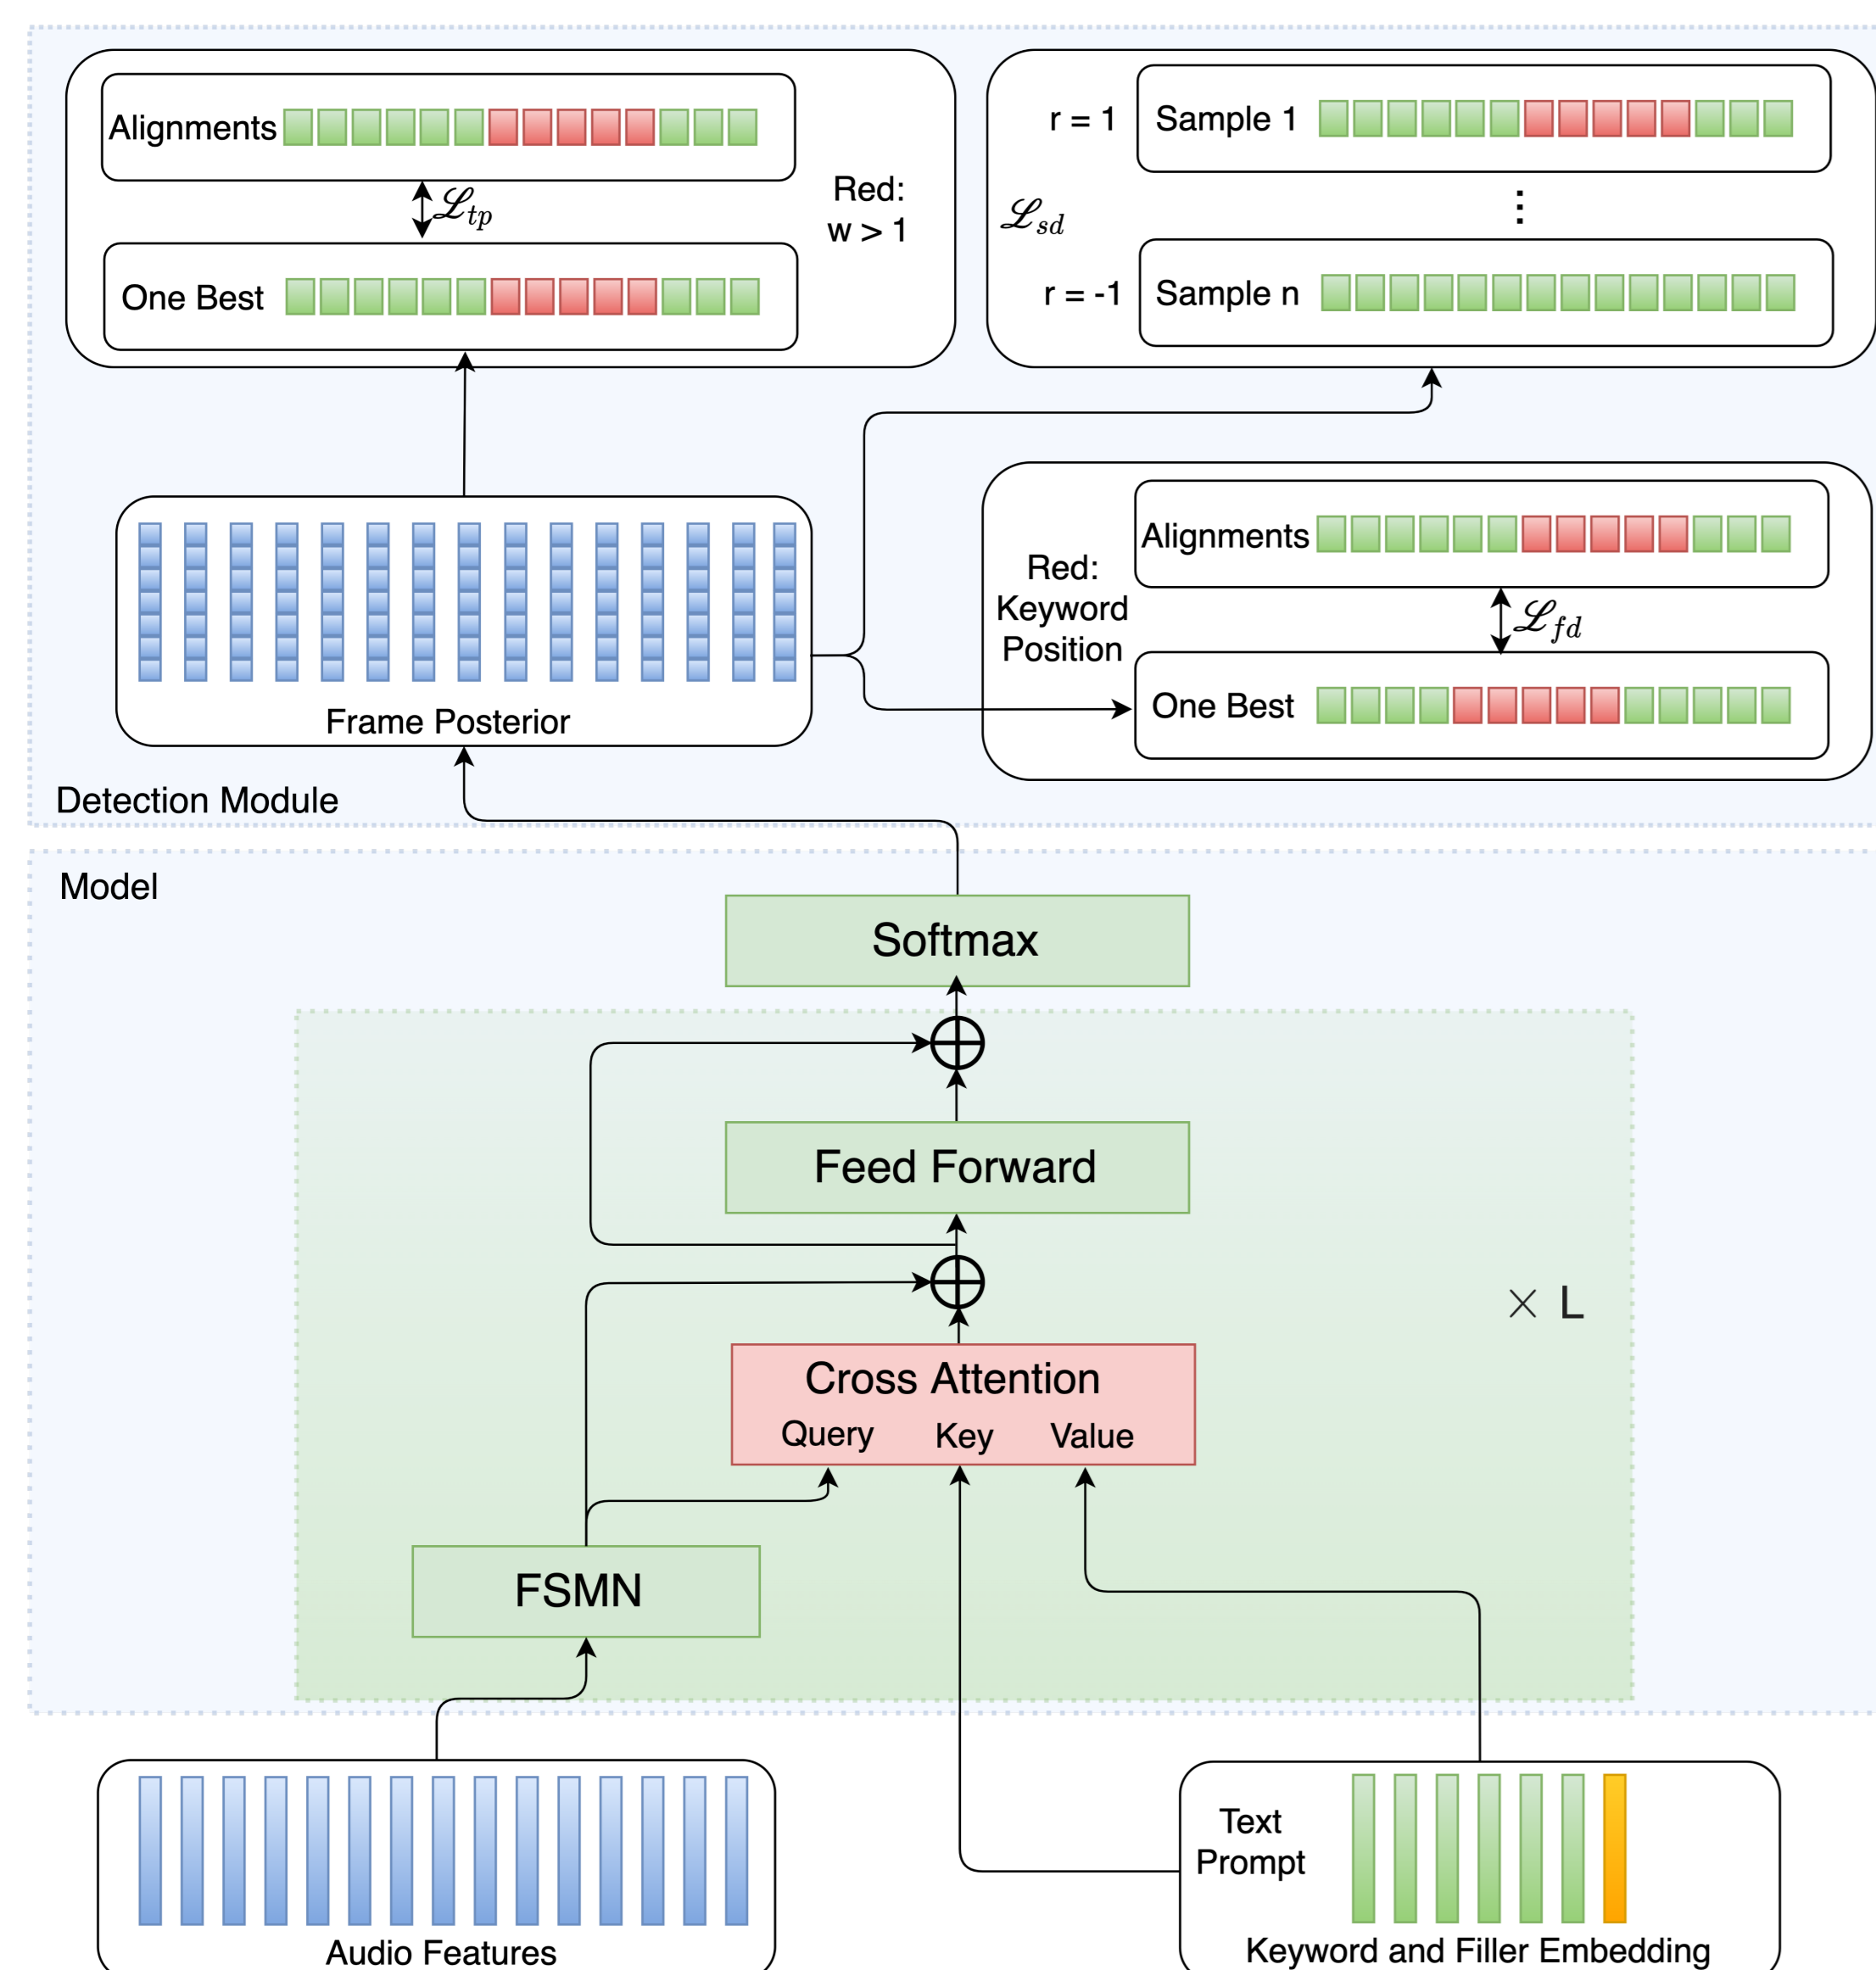 Alignments
ℒtp
One Best
Red:
w > 1
r = 1
Sample 1
⋮
ℒsd
r = -1
Sample n
Frame Posterior
Red:
Keyword
Position
Alignments
ℒfd
One Best
Detection Module
Model
Softmax
Feed Forward
× L
Cross Attention
Query Key Value
FSMN
Audio Features
Text
Prompt
Keyword and Filler Embedding